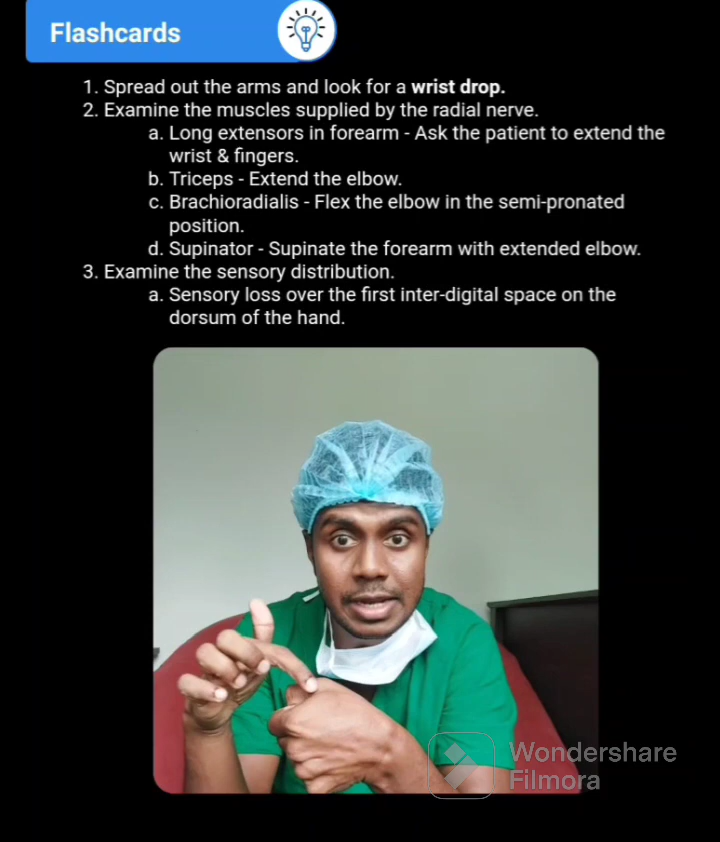 Flashcards
1. Spread out the arms and look for a wrist drop.
2. Examine the muscles supplied by the radial nerve.
a. Long extensors in forearm - Ask the patient to extend the
wrist & fingers.
b. Triceps - Extend the elbow.
c. Brachioradialis - Flex the elbow in the semi-pronated
position.
d. Supinator - Supinate the forearm with extended elbow.
3. Examine the sensory distribution.
a. Sensory loss over the first inter-digital space on the
dorsum of the hand.
Wondershare
Filmora